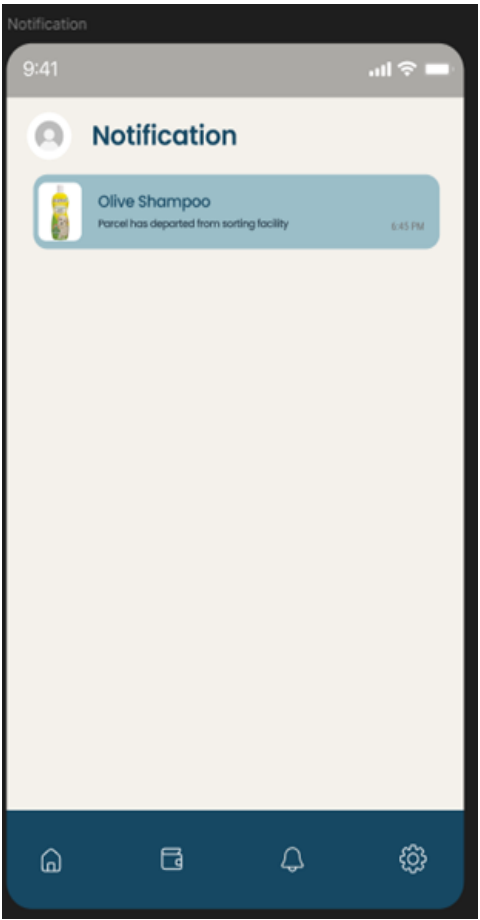 Notification
9:41
Notification
Olive Shampoo
Parcel has departed from sorting facility
6:45 PM